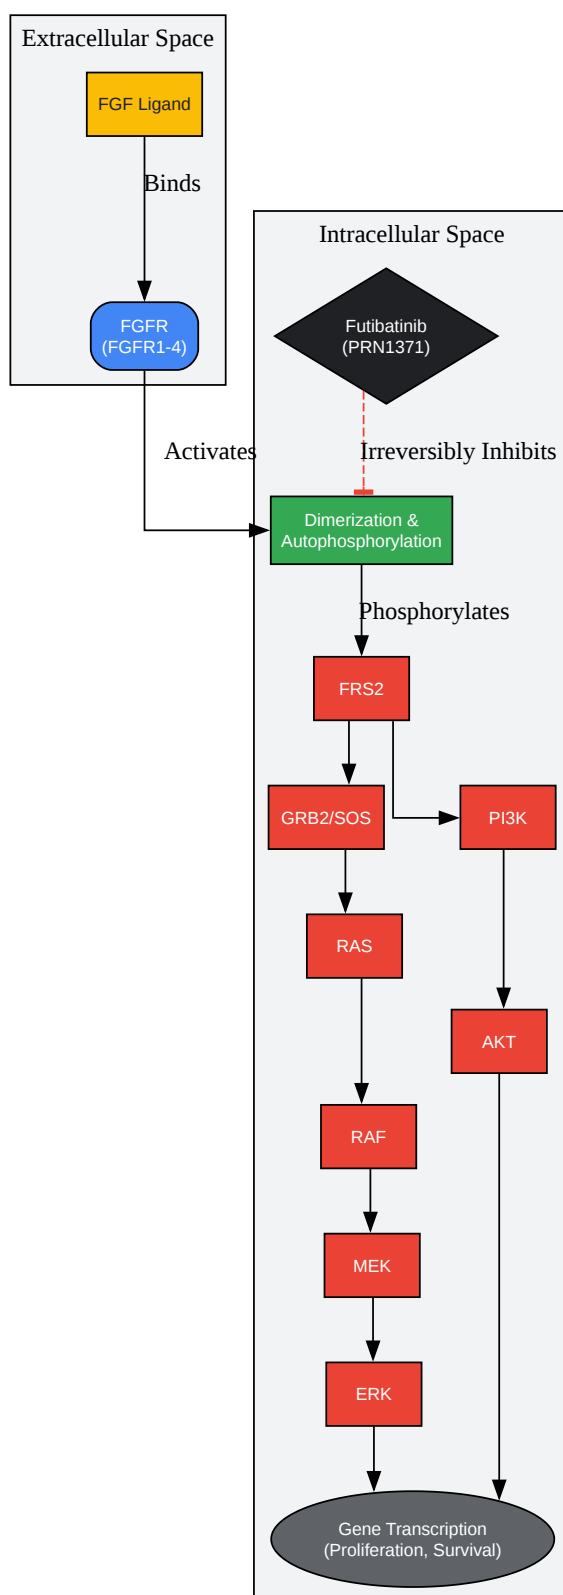 Extracellular Space
FGF Ligand
Binds
FGFR
(FGFR1-4)
Activates
Intracellular Space
Futibatinib
(PRN1371)
Irreversibly Inhibits
Dimerization &
Autophosphorylation
Phosphorylates
FRS2
GRB2/SOS
PI3K
RAS
AKT
RAF
MEK
ERK
Gene Transcription
(Proliferation, Survival)